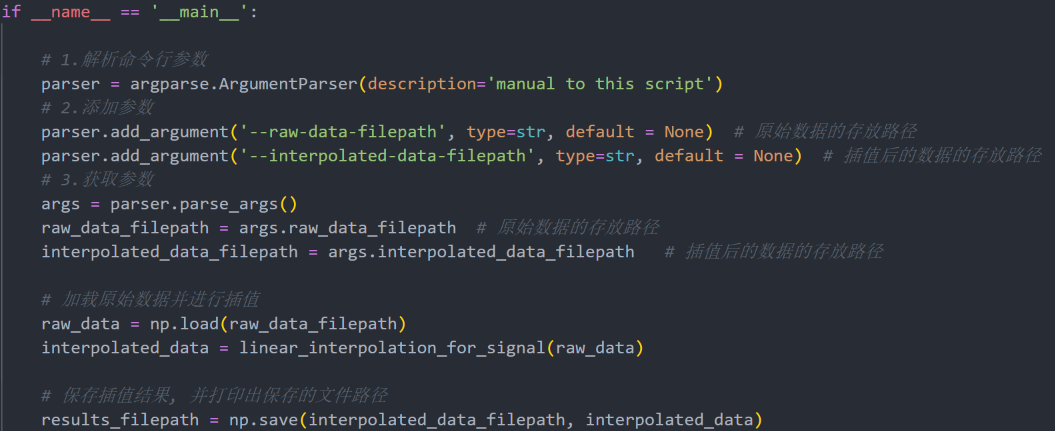 if __name__ == '__main__':
# 1.解析命令行参数
parser = argparse.ArgumentParser(description='manual to this script')
# 2.添加参数
parser.add_argument('--raw-data-filepath', type=str, default = None)  # 原始数据的存放路径
parser.add_argument('--interpolated-data-filepath', type=str, default = None)  # 插值后的数据的存放路径
# 3.获取参数
args = parser.parse_args()
raw_data_filepath = args.raw_data_filepath  # 原始数据的存放路径
interpolated_data_filepath = args.interpolated_data_filepath   # 插值后的数据的存放路径
# 加载原始数据并进行插值
raw_data = np.load(raw_data_filepath)
interpolated_data = linear_interpolation_for_signal(raw_data)
# 保存插值结果, 并打印出保存的文件路径
results_filepath = np.save(interpolated_data_filepath, interpolated_data)